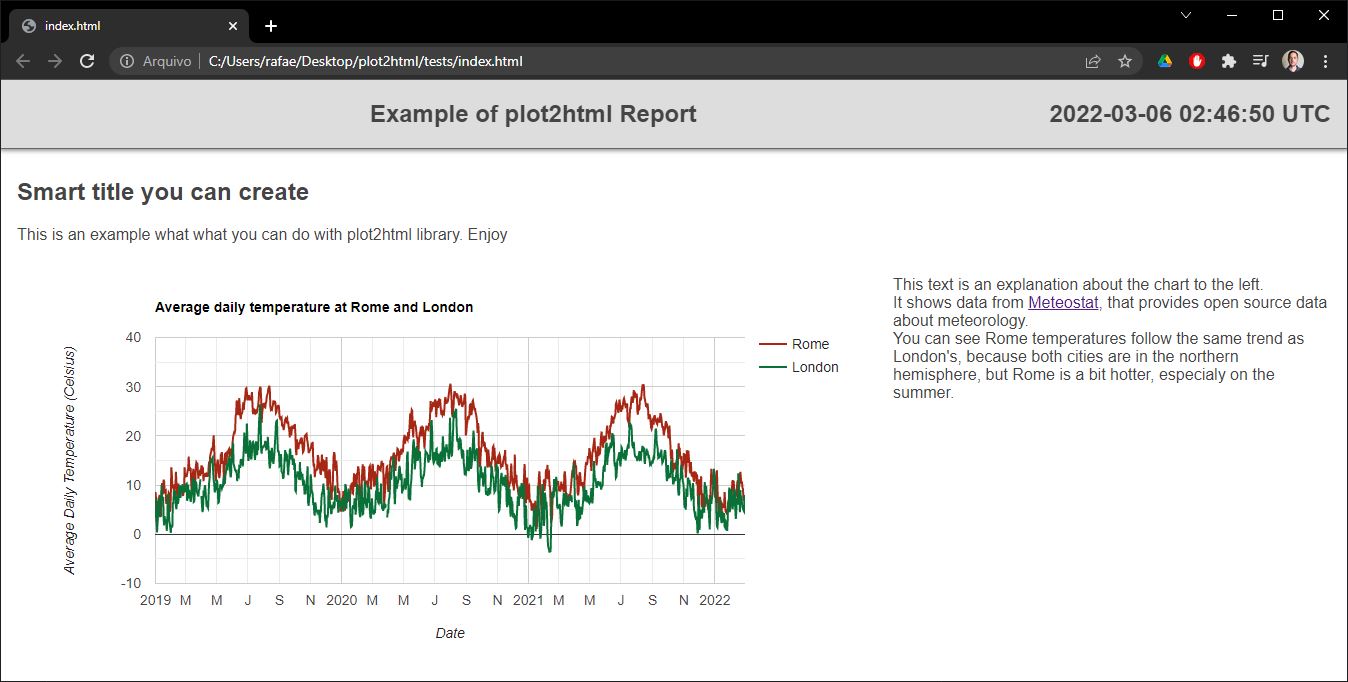 index.html
Arquivo
C:/Users/rafae/Desktop/plot2html/tests/index.html
Example of plot2html Report
2022-03-06 02:46:50 UTC
Smart title you can create
This is an example what what you can do with plot2html library. Enjoy
Average daily temperature at Rome and London
Average Daily Temperature (Celsius)
40
30
20
10
0
-10
2019 M M J S N 2020 M M J S N 2021 M M J S N 2022
Date
Rome
London
This text is an explanation about the chart to the left.
It shows data from Meteostat, that provides open source data
about meteorology.
You can see Rome temperatures follow the same trend as
London's, because both cities are in the northern
hemisphere, but Rome is a bit hotter, especialy on the
summer.